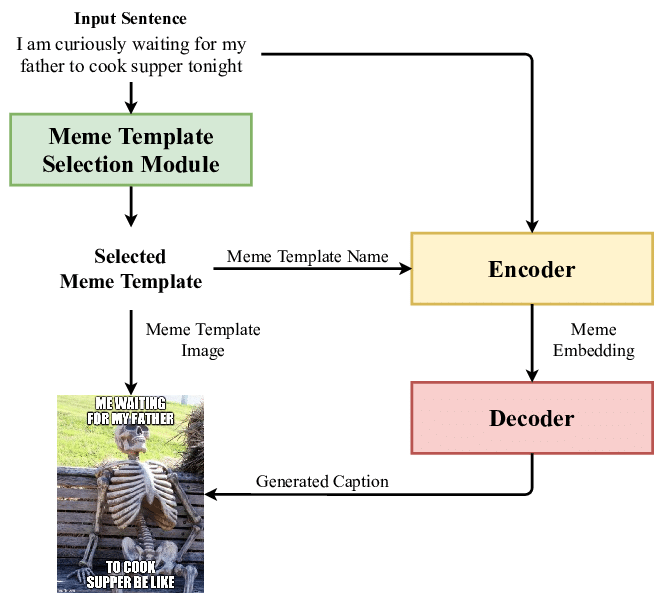 Input Sentence
I am curiously waiting for my
father to cook supper tonight
Meme Template
Selection Module
Selected
Meme Template
Meme Template Name
Encoder
Meme Template
Image
Meme
Embedding
Decoder
Generated Caption
ME WAITING
FOR MY FATHER
TO COOK
SUPPER BE LIKE